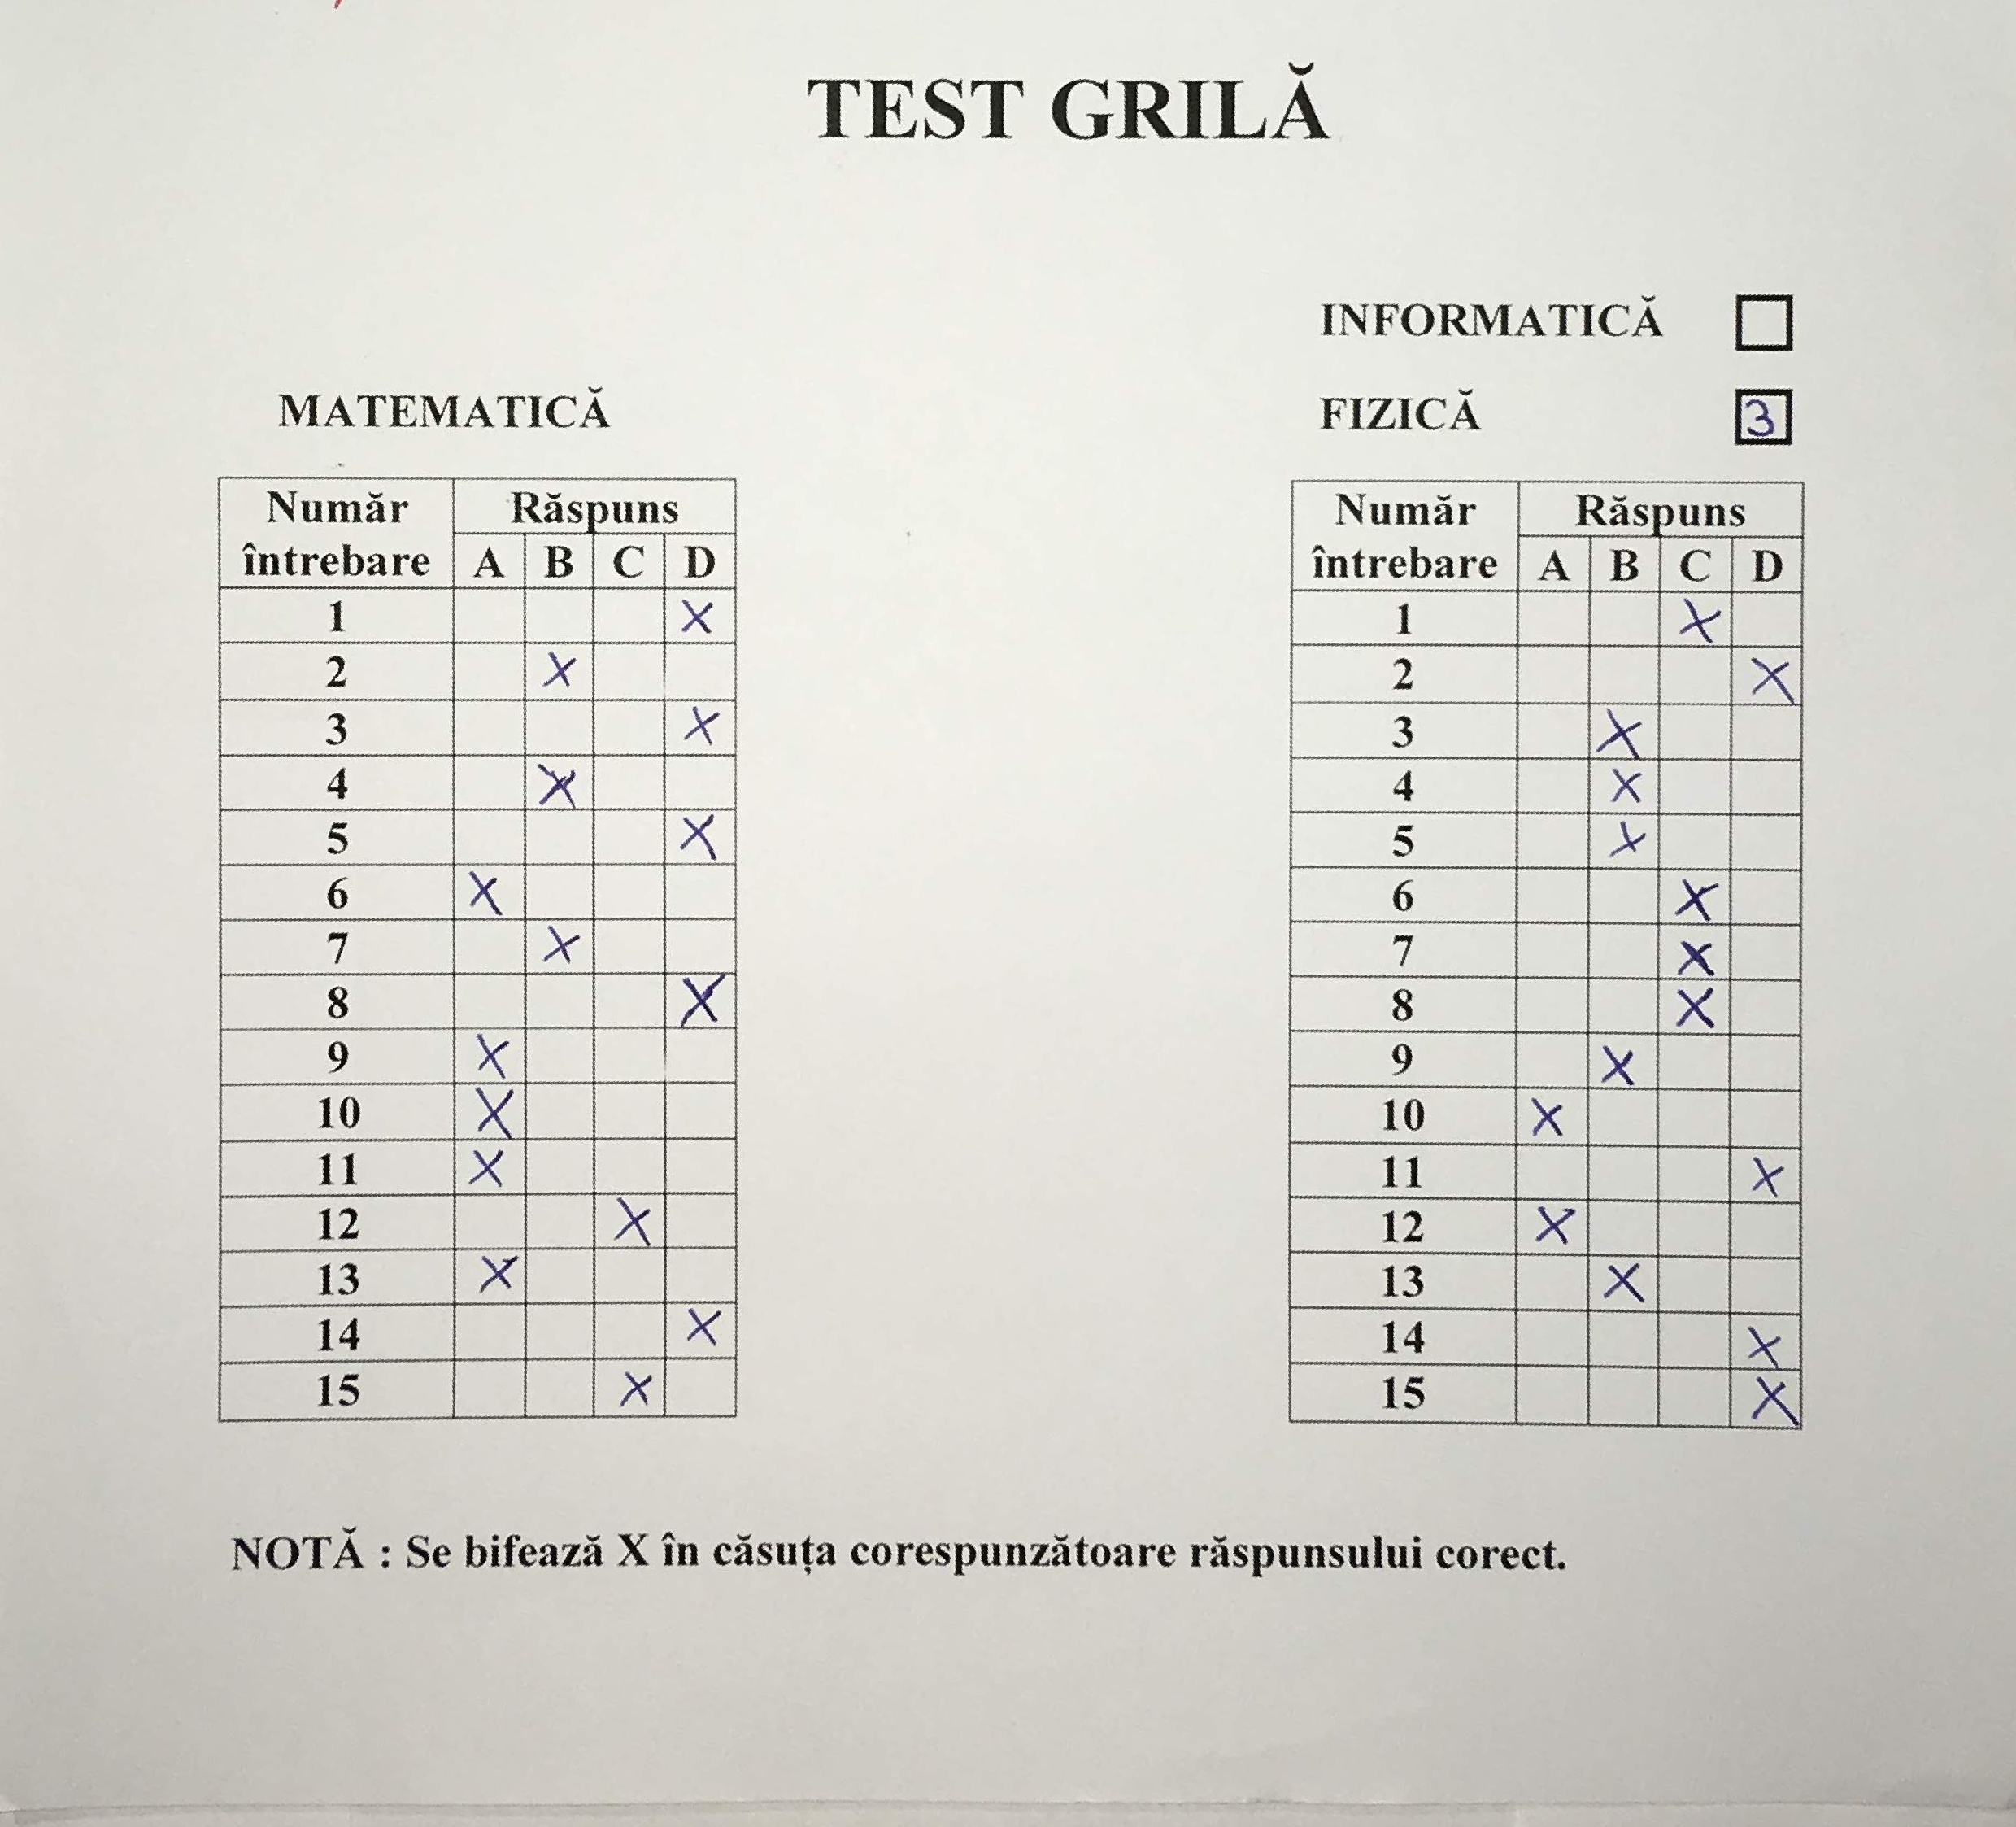 TEST GRILĂ
INFORMATICĂ
MATEMATICĂ
FIZICĂ 3
Număr întrebare Răspuns
A B C D
1 X
2 X
3 X
4 X
5 X
6 X
7 X
8 X
9 X
10 X
11 X
12 X
13 X
14 X
15 X
Număr întrebare Răspuns
A B C D
1 X
2 X
3 X
4 X
5 X
6 X
7 X
8 X
9 X
10 X
11 X
12 X
13 X
14 X
15 X
NOTĂ : Se bifează X în căsuța corespunzătoare răspunsului corect.